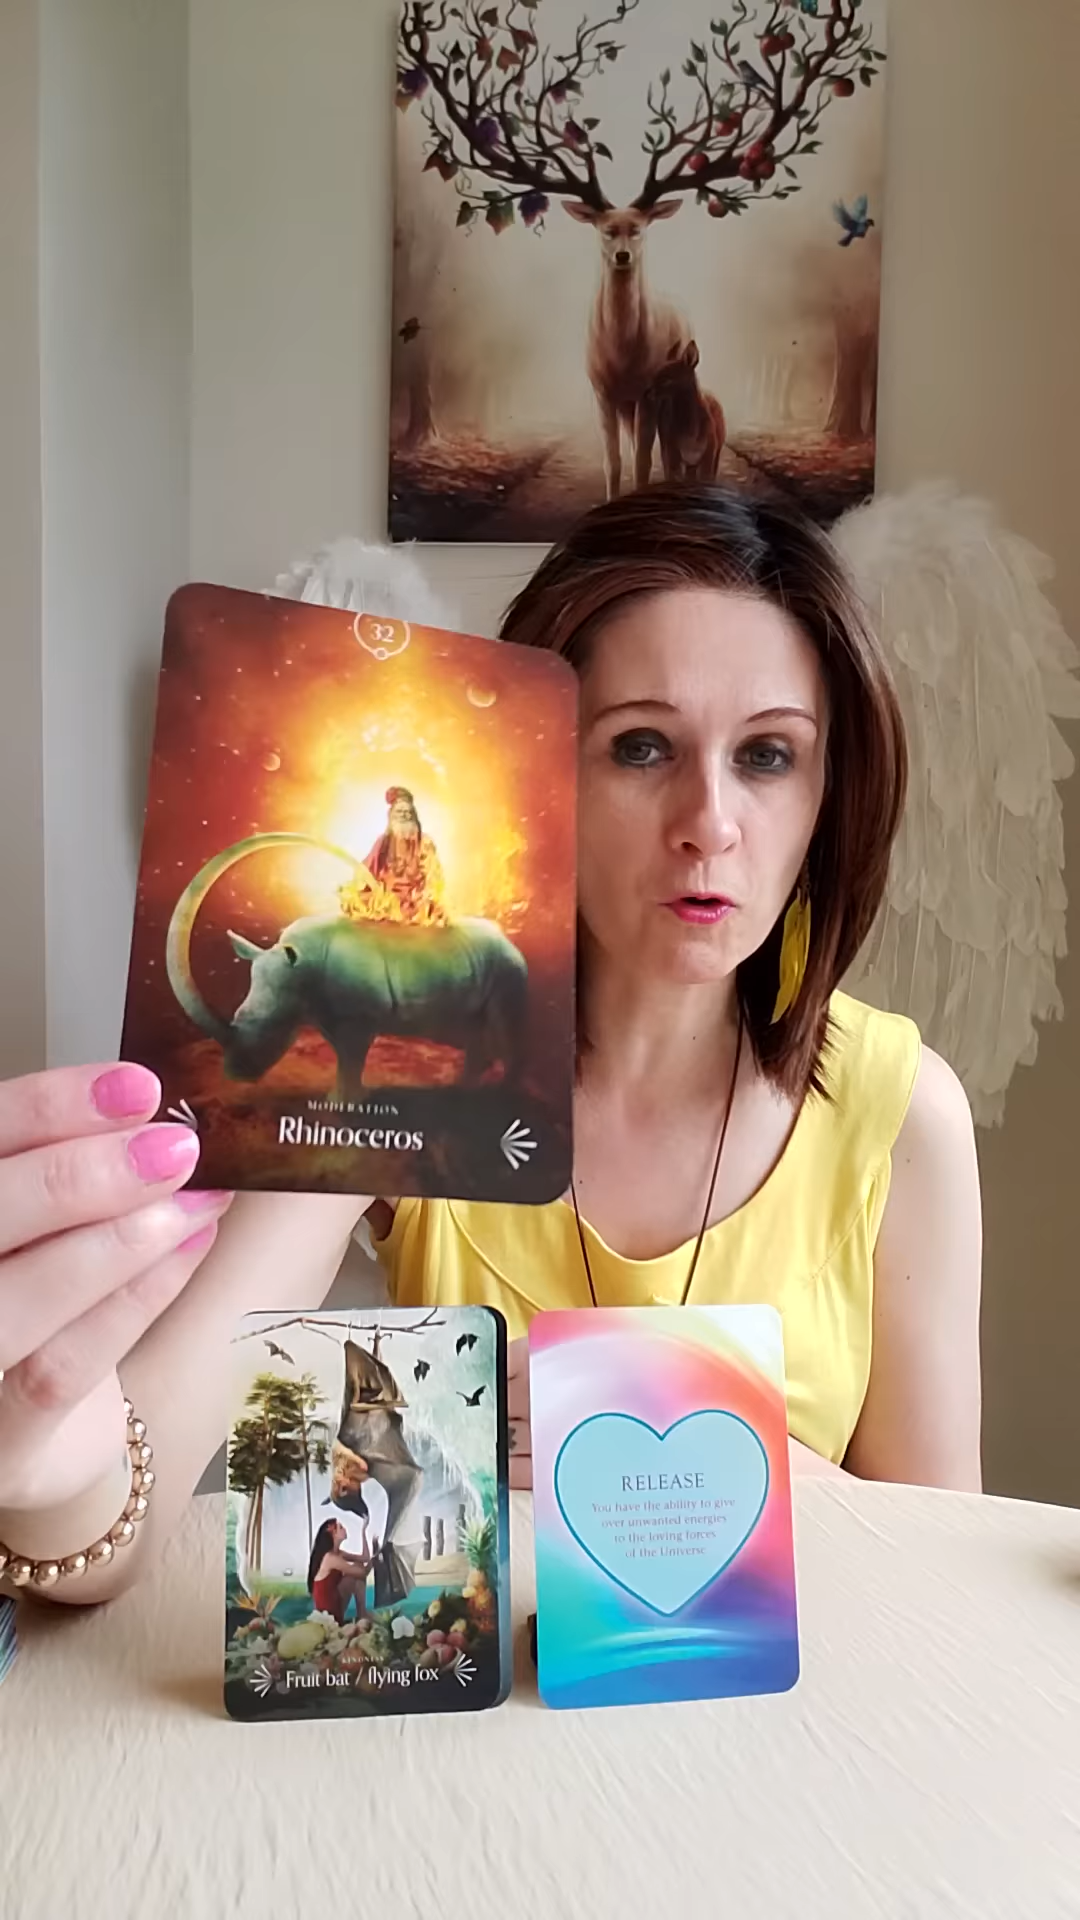 32
MODERATION
Rhinoceros
KINDNESS
Fruit bat / flying fox
RELEASE
You have the ability to give
over unwanted energies
to the loving forces
of the Universe